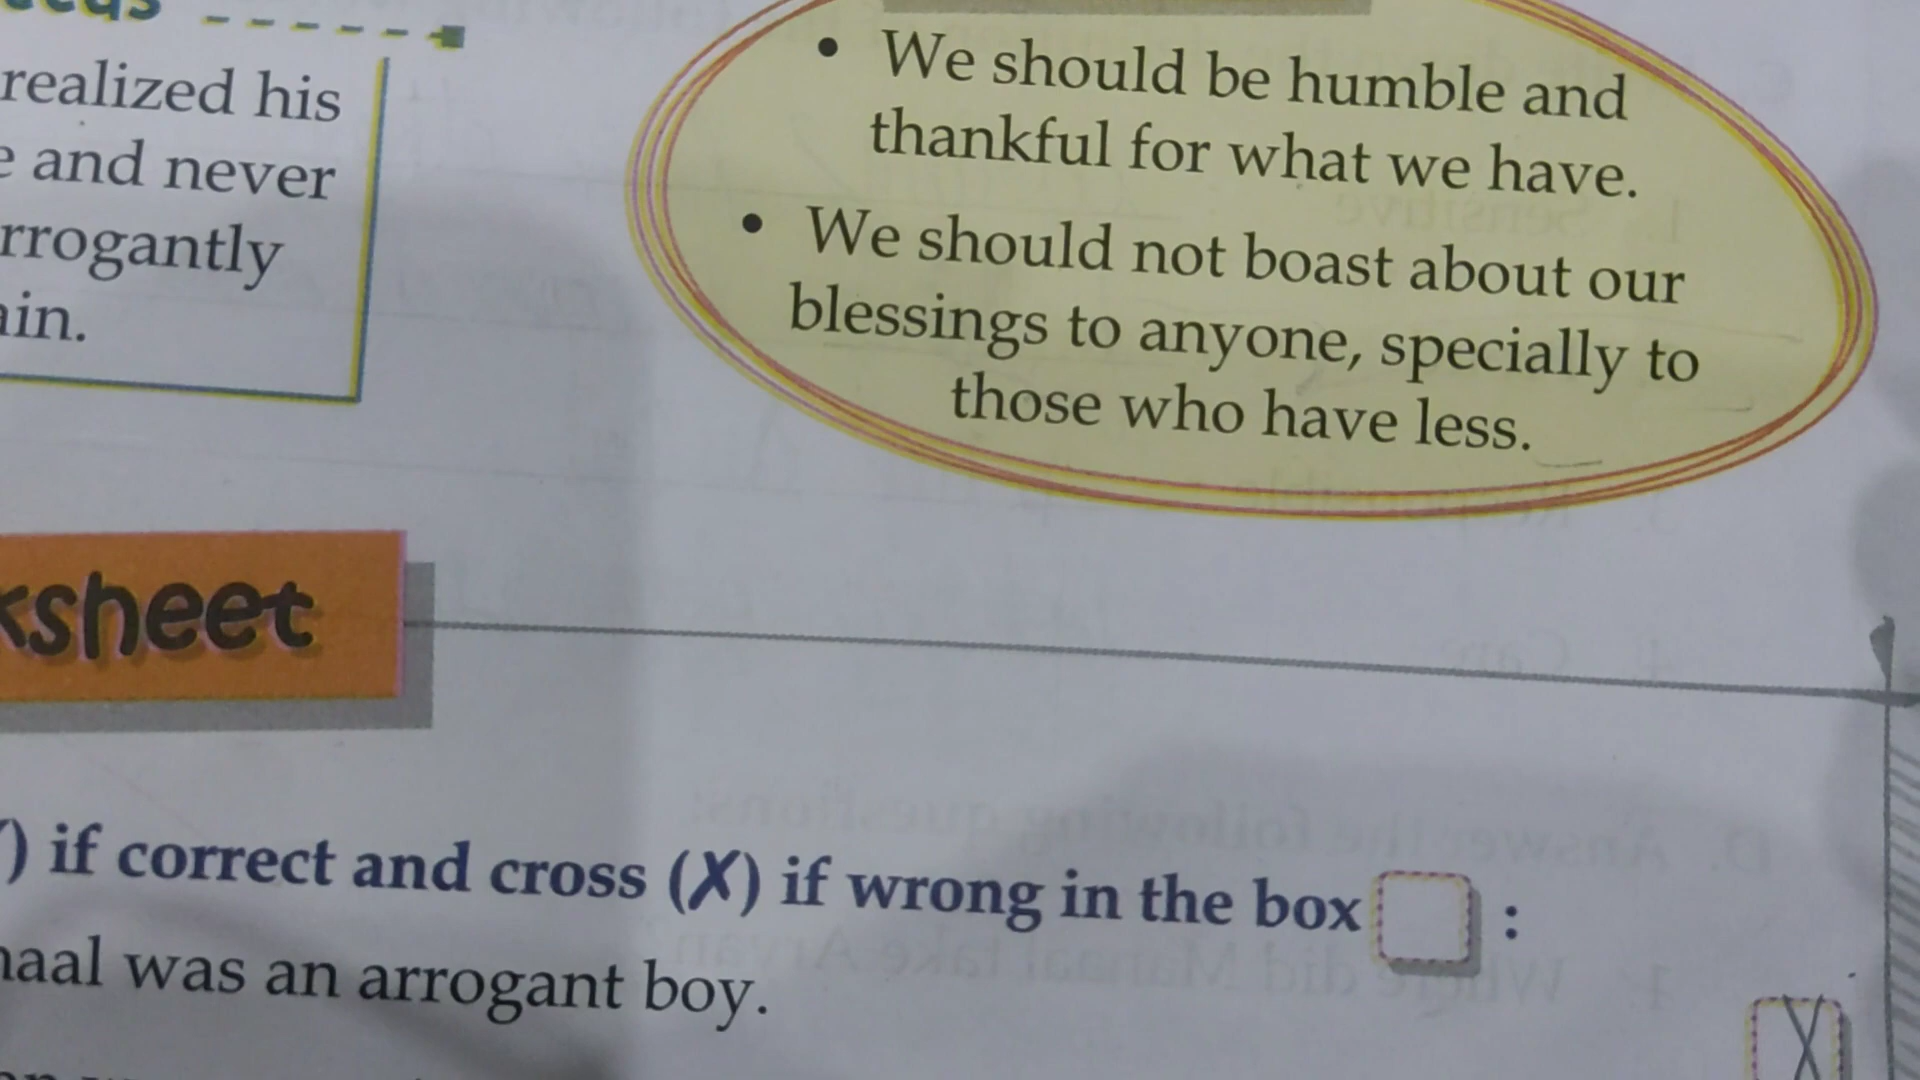 realized his
and never
rrogantly
ain.
• We should be humble and
thankful for what we have.
• We should not boast about our
blessings to anyone, specially to
those who have less.
ksheet
) if correct and cross (✗) if wrong in the box :
naal was an arrogant boy.
X